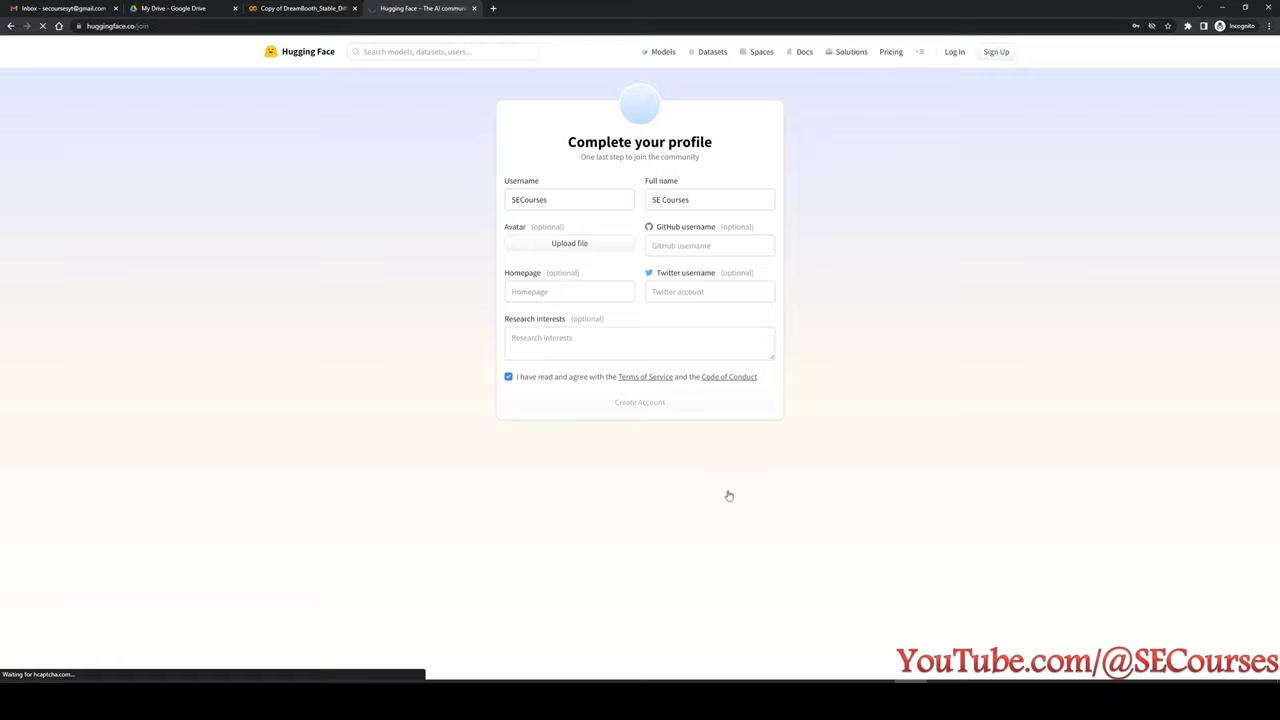 Inbox - secoursesyt@gmail.com
My Drive - Google Drive
Copy of DreamBooth_Stable_Dif
Hugging Face – The AI commun
huggingface.co/join
Incognito
Hugging Face
Search models, datasets, users...
Models
Datasets
Spaces
Docs
Solutions
Pricing
Log In
Sign Up
Complete your profile
One last step to join the community
Username
Full name
SECourses
SE Courses
Avatar (optional)
GitHub username (optional)
Upload file
GitHub username
Homepage (optional)
Twitter username (optional)
Homepage
Twitter account
Research interests (optional)
Research interests
I have read and agree with the Terms of Service and the Code of Conduct
Create Account
YouTube.com/@SECourses
Waiting for hcaptcha.com...